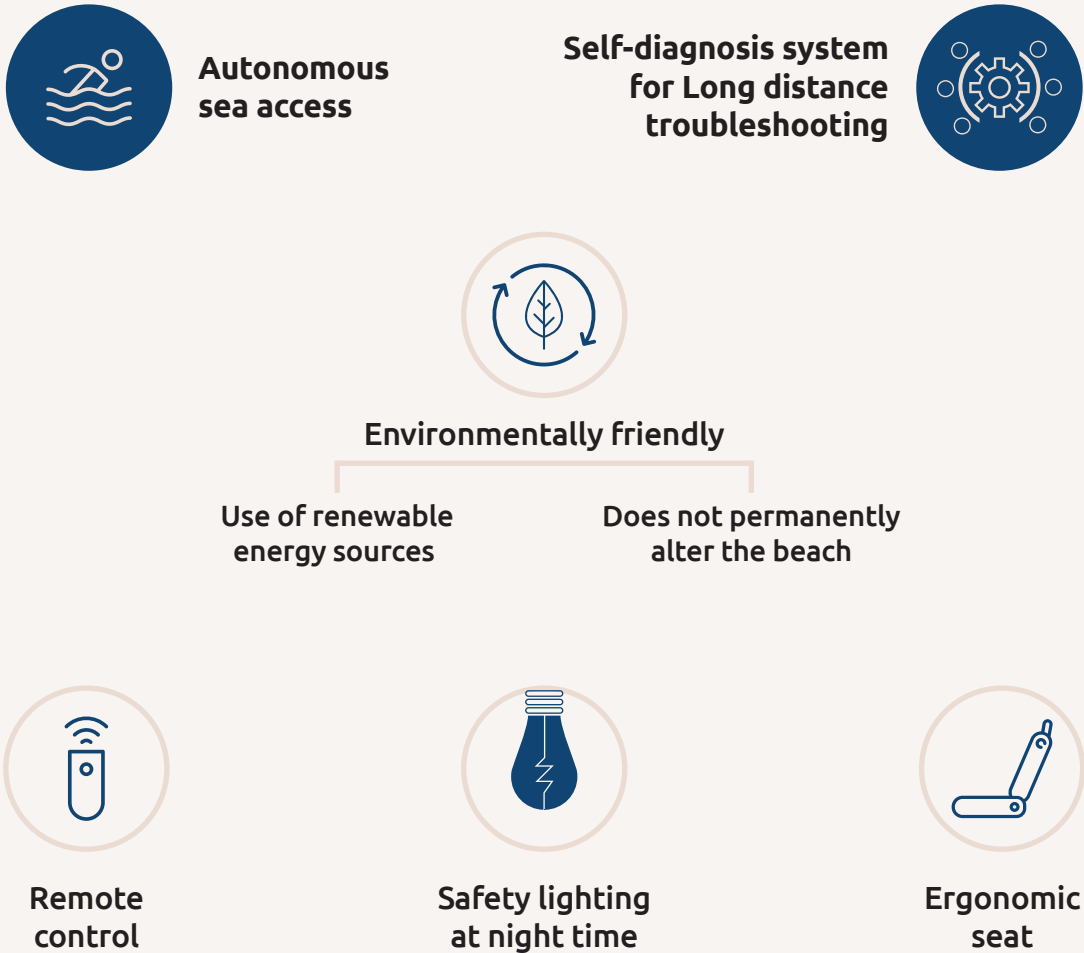 Autonomous
sea access
Self-diagnosis system
for Long distance
troubleshooting
Environmentally friendly
Use of renewable
energy sources
Does not permanently
alter the beach
Remote
control
Safety lighting
at night time
Ergonomic
seat